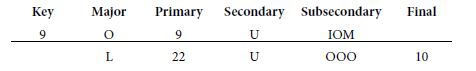 Key Major Primary Secondary Subsecondary Final
9 O 9 U IOM
L 22 U OOO 10